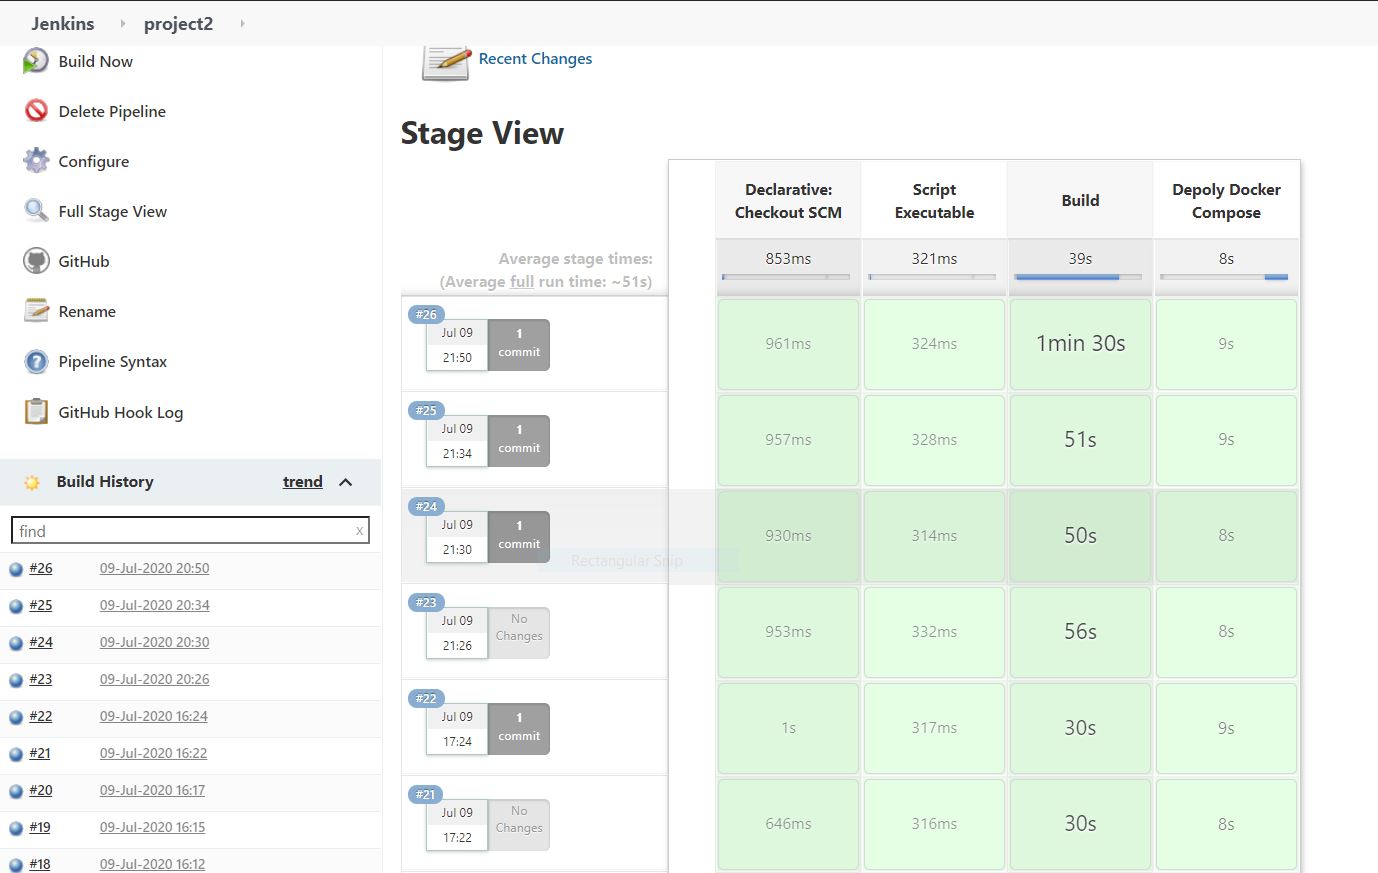 Jenkins
project2
Build Now
Delete Pipeline
Configure
Full Stage View
GitHub
Rename
Pipeline Syntax
GitHub Hook Log
Build History trend
find x
#26 09-Jul-2020 20:50
#25 09-Jul-2020 20:34
#24 09-Jul-2020 20:30
#23 09-Jul-2020 20:26
#22 09-Jul-2020 16:24
#21 09-Jul-2020 16:22
#20 09-Jul-2020 16:17
#19 09-Jul-2020 16:15
#18 09-Jul-2020 16:12
Recent Changes
Stage View
Declarative: Checkout SCM
Script Executable
Build
Depoly Docker Compose
Average stage times:
(Average full run time: ~51s)
853ms 321ms 39s 8s
#26
Jul 09
21:50
1 commit
961ms 324ms 1min 30s 9s
#25
Jul 09
21:34
1 commit
957ms 328ms 51s 9s
#24
Jul 09
21:30
1 commit
930ms 314ms 50s 8s
Rectangular Snip
#23
Jul 09
21:26
No Changes
953ms 332ms 56s 8s
#22
Jul 09
17:24
1 commit
1s 317ms 30s 9s
#21
Jul 09
17:22
No Changes
646ms 316ms 30s 8s